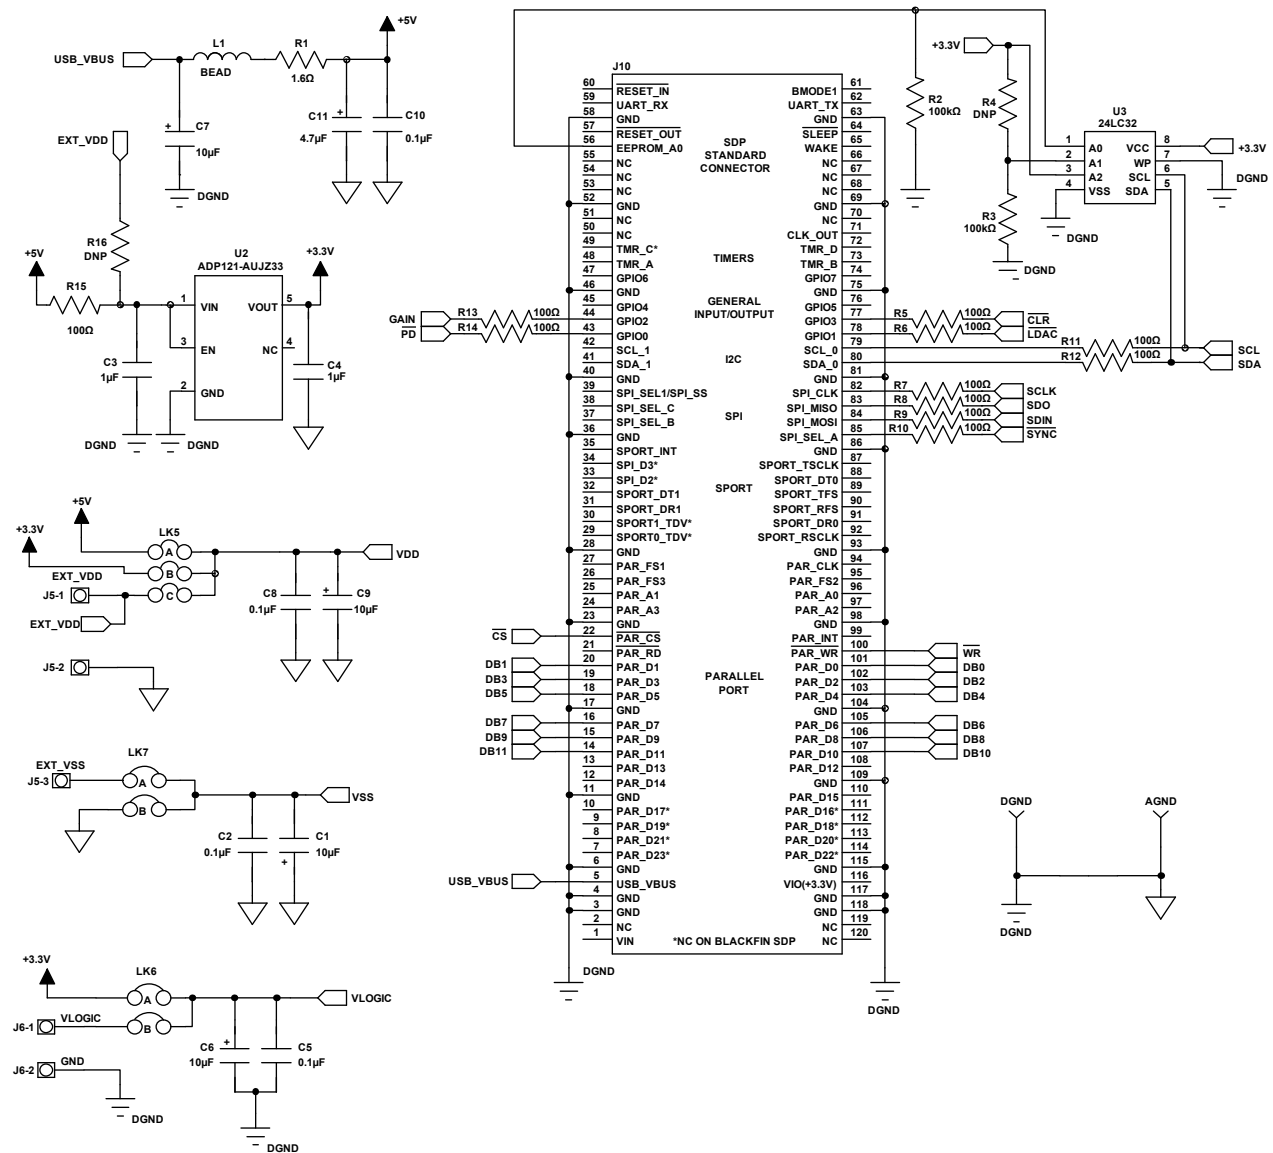 +5V
USB_VBUS
L1
BEAD
R1
1.6Ω
C7
10µF
+
DGND
C11
4.7µF
+
C10
0.1µF
EXT_VDD
R16
DNP
+5V
R15
100Ω
U2
ADP121-AUJZ33
VIN
EN
GND
VOUT
NC
1
3
2
5
4
+3.3V
C3
1µF
C4
1µF
DGND
DGND
+5V
+3.3V
LK5
A
B
C
VDD
EXT_VDD
J5-1
EXT_VDD
C8
0.1µF
+
C9
10µF
J5-2
LK7
EXT_VSS
J5-3
A
B
VSS
C2
0.1µF
C1
10µF
+
+3.3V
LK6
A
B
VLOGIC
J6-1
VLOGIC
J6-2
GND
DGND
C6
10µF
+
C5
0.1µF
DGND
J10
60 RESET_IN BMODE1 61
59 UART_RX UART_TX 62
58 GND GND 63
57 RESET_OUT SLEEP 64
56 EEPROM_A0 WAKE 65
55 NC NC 66
54 NC NC 67
53 NC NC 68
52 GND GND 69
51 NC NC 70
50 NC CLK_OUT 71
49 TMR_C* TMR_D 72
48 TMR_A TMR_B 73
47 GPIO6 GPIO7 74
46 GND GND 75
45 GPIO4 GPIO5 76
44 GPIO2 GPIO3 77
43 GPIO0 GPIO1 78
42 SCL_1 SCL_0 79
41 SDA_1 SDA_0 80
40 GND GND 81
39 SPI_SEL1/SPI_SS SPI_CLK 82
38 SPI_SEL_C SPI_MISO 83
37 SPI_SEL_B SPI_MOSI 84
36 GND SPI_SEL_A 85
35 SPORT_INT GND 86
34 SPI_D3* SPORT_TSCLK 87
33 SPI_D2* SPORT_DT0 88
32 SPORT_DT1 SPORT_TFS 89
31 SPORT_DR1 SPORT_RFS 90
30 SPORT1_TDV* SPORT_DR0 91
29 SPORT0_TDV* SPORT_RSCLK 92
28 GND GND 93
27 PAR_FS1 PAR_CLK 94
26 PAR_FS3 PAR_FS2 95
25 PAR_A1 PAR_A0 96
24 PAR_A3 PAR_A2 97
23 GND GND 98
22 PAR_CS PAR_INT 99
21 PAR_RD PAR_WR 100
20 PAR_D1 PAR_D0 101
19 PAR_D3 PAR_D2 102
18 PAR_D5 PAR_D4 103
17 GND GND 104
16 PAR_D7 PAR_D6 105
15 PAR_D9 PAR_D8 106
14 PAR_D11 PAR_D10 107
13 PAR_D13 PAR_D12 108
12 PAR_D14 GND 109
11 GND PAR_D15 110
10 PAR_D17* PAR_D16* 111
9 PAR_D19* PAR_D18* 112
8 PAR_D21* PAR_D20* 113
7 PAR_D23* PAR_D22* 114
6 GND GND 115
5 USB_VBUS VIO(+3.3V) 116
4 GND GND 117
3 GND GND 118
2 NC NC 119
1 VIN NC 120
*NC ON BLACKFIN SDP
SDP
STANDARD
CONNECTOR
TIMERS
GENERAL
INPUT/OUTPUT
I2C
SPI
SPORT
PARALLEL
PORT
GAIN R13 100Ω
PD R14 100Ω
CS
DB1
DB3
DB5
DB7
DB9
DB11
USB_VBUS
DGND
DGND
R5 100Ω CLR
R6 100Ω LDAC
R11 100Ω SCL
R12 100Ω SDA
R7 100Ω SCLK
R8 100Ω SDO
R9 100Ω SDIN
R10 100Ω SYNC
WR
DB0
DB2
DB4
DB6
DB8
DB10
R2
100kΩ
+3.3V
R4
DNP
R3
100kΩ
DGND
U3
24LC32
1 A0 VCC 8
2 A1 WP 7
3 A2 SCL 6
4 VSS SDA 5
+3.3V
DGND
DGND
DGND
AGND
DGND